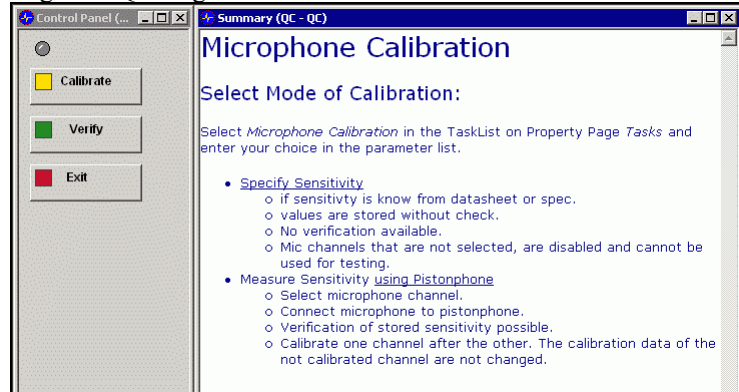 Control Panel (...
Summary (QC - QC)
Calibrate
Verify
Exit
Microphone Calibration
Select Mode of Calibration:
Select Microphone Calibration in the TaskList on Property Page Tasks and
enter your choice in the parameter list.
Specify Sensitivity
if sensitivty is know from datasheet or spec.
values are stored without check.
No verification available.
Mic channels that are not selected, are disabled and cannot be
used for testing.
Measure Sensitivity using Pistonphone
Select microphone channel.
Connect microphone to pistonphone.
Verification of stored sensitivity possible.
Calibrate one channel after the other. The calibration data of the
not calibrated channel are not changed.